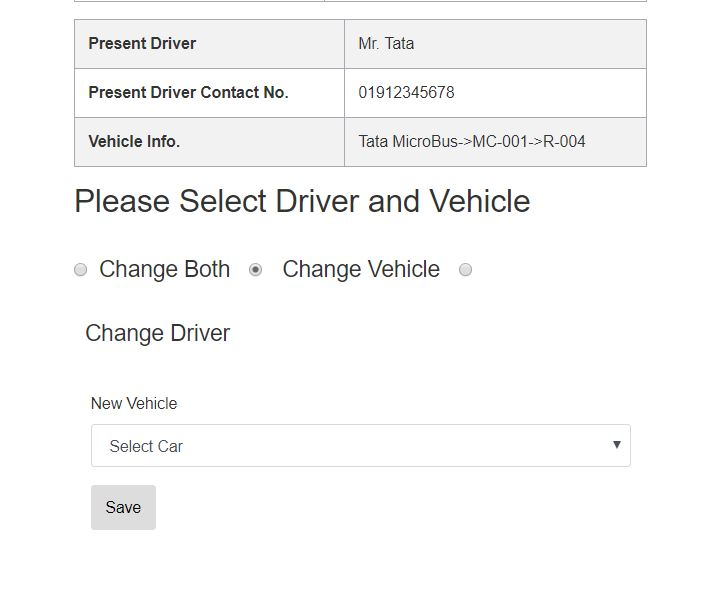 Present Driver Mr. Tata
Present Driver Contact No. 01912345678
Vehicle Info. Tata MicroBus->MC-001->R-004
Please Select Driver and Vehicle
Change Both Change Vehicle
Change Driver
New Vehicle
Select Car
Save